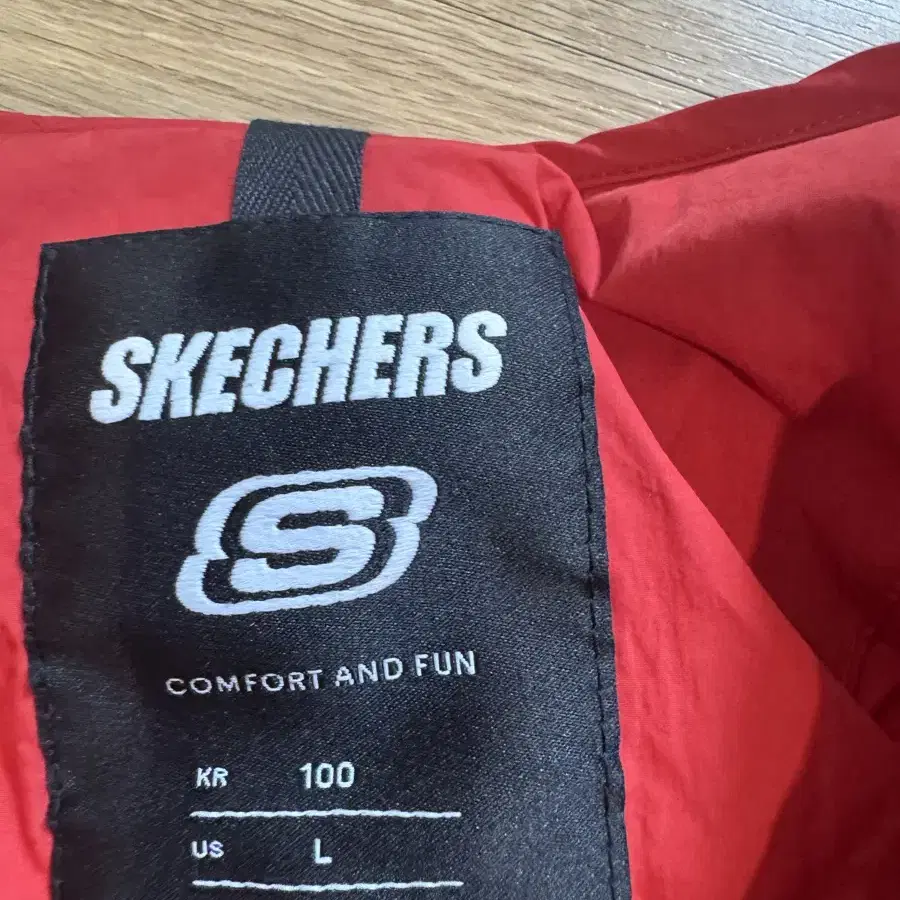 SKECHERS
S
COMFORT AND FUN
KR 100
US L